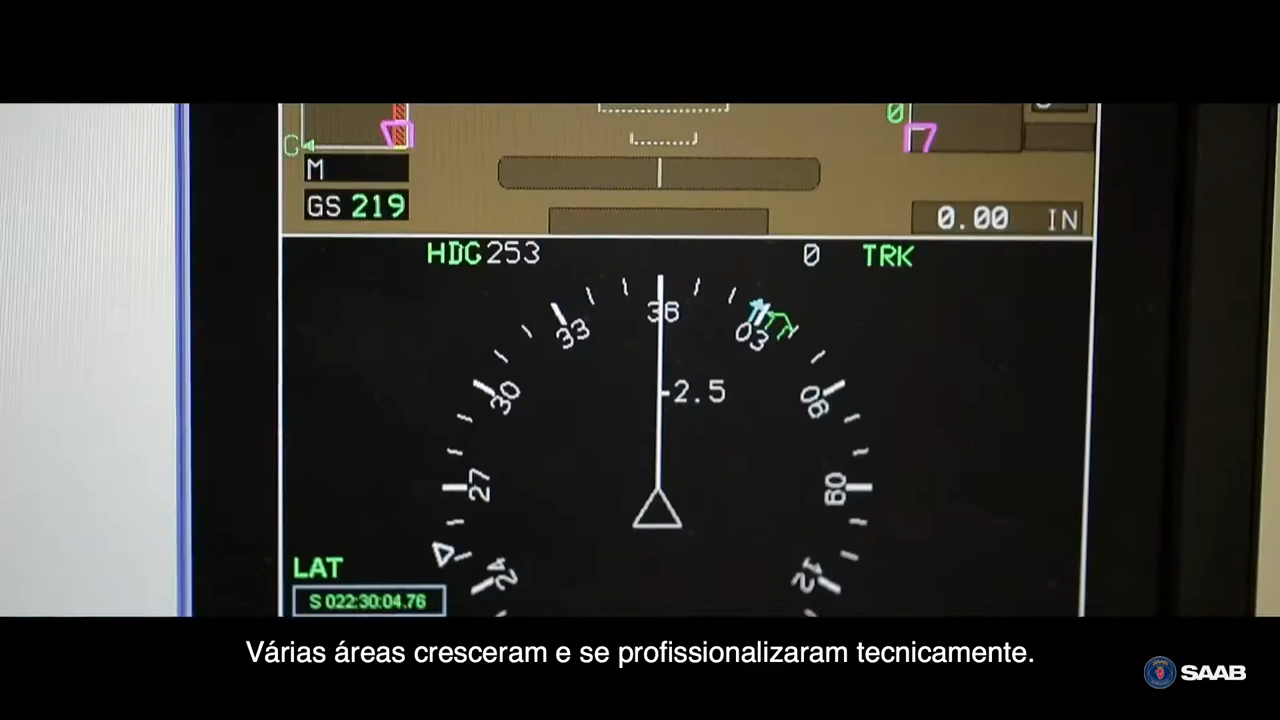 G
0
M
GS 219
0.00 IN
HDG 253
0 TRK
33
36
03
30
2.5
06
27
09
LAT
24
12
S 022:30:04.76
Várias áreas cresceram e se profissionalizaram tecnicamente.
SAAB